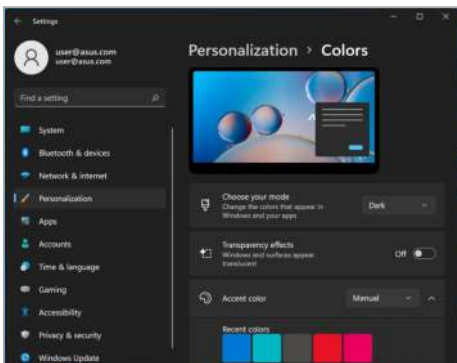 Settings
user@asus.com
user@asus.com
Find a setting
System
Bluetooth & devices
Network & internet
Personalization
Apps
Accounts
Time & language
Gaming
Accessibility
Privacy & security
Windows Update
Personalization > Colors
Choose your mode
Change the colors that appear in
Windows and your apps
Dark
Transparency effects
Windows and surfaces appear
translucent
Off
Accent color
Manual
Recent colors